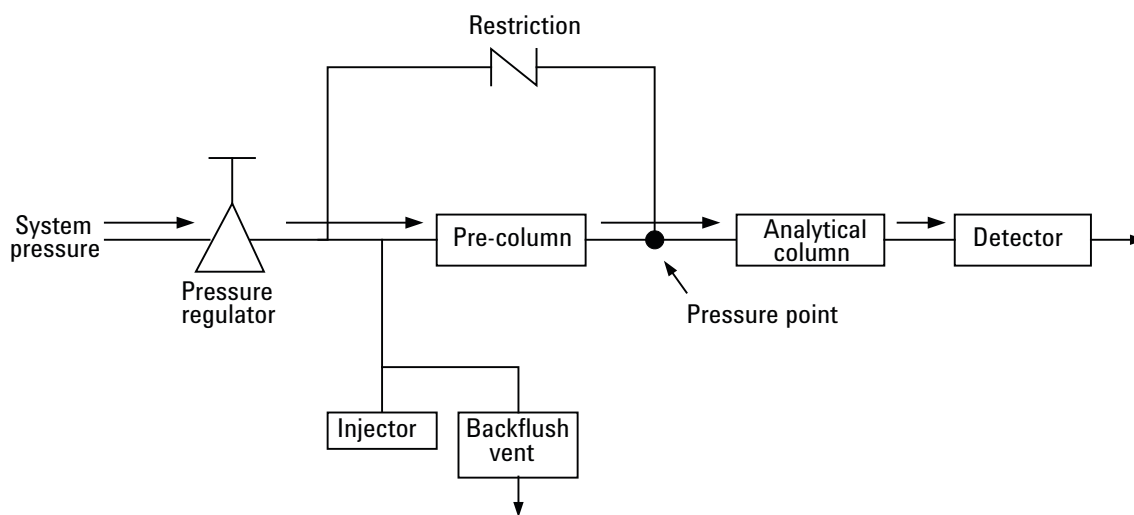 Restriction
System
pressure
Pressure
regulator
Pre-column
Analytical
column
Detector
Pressure point
Injector
Backflush
vent